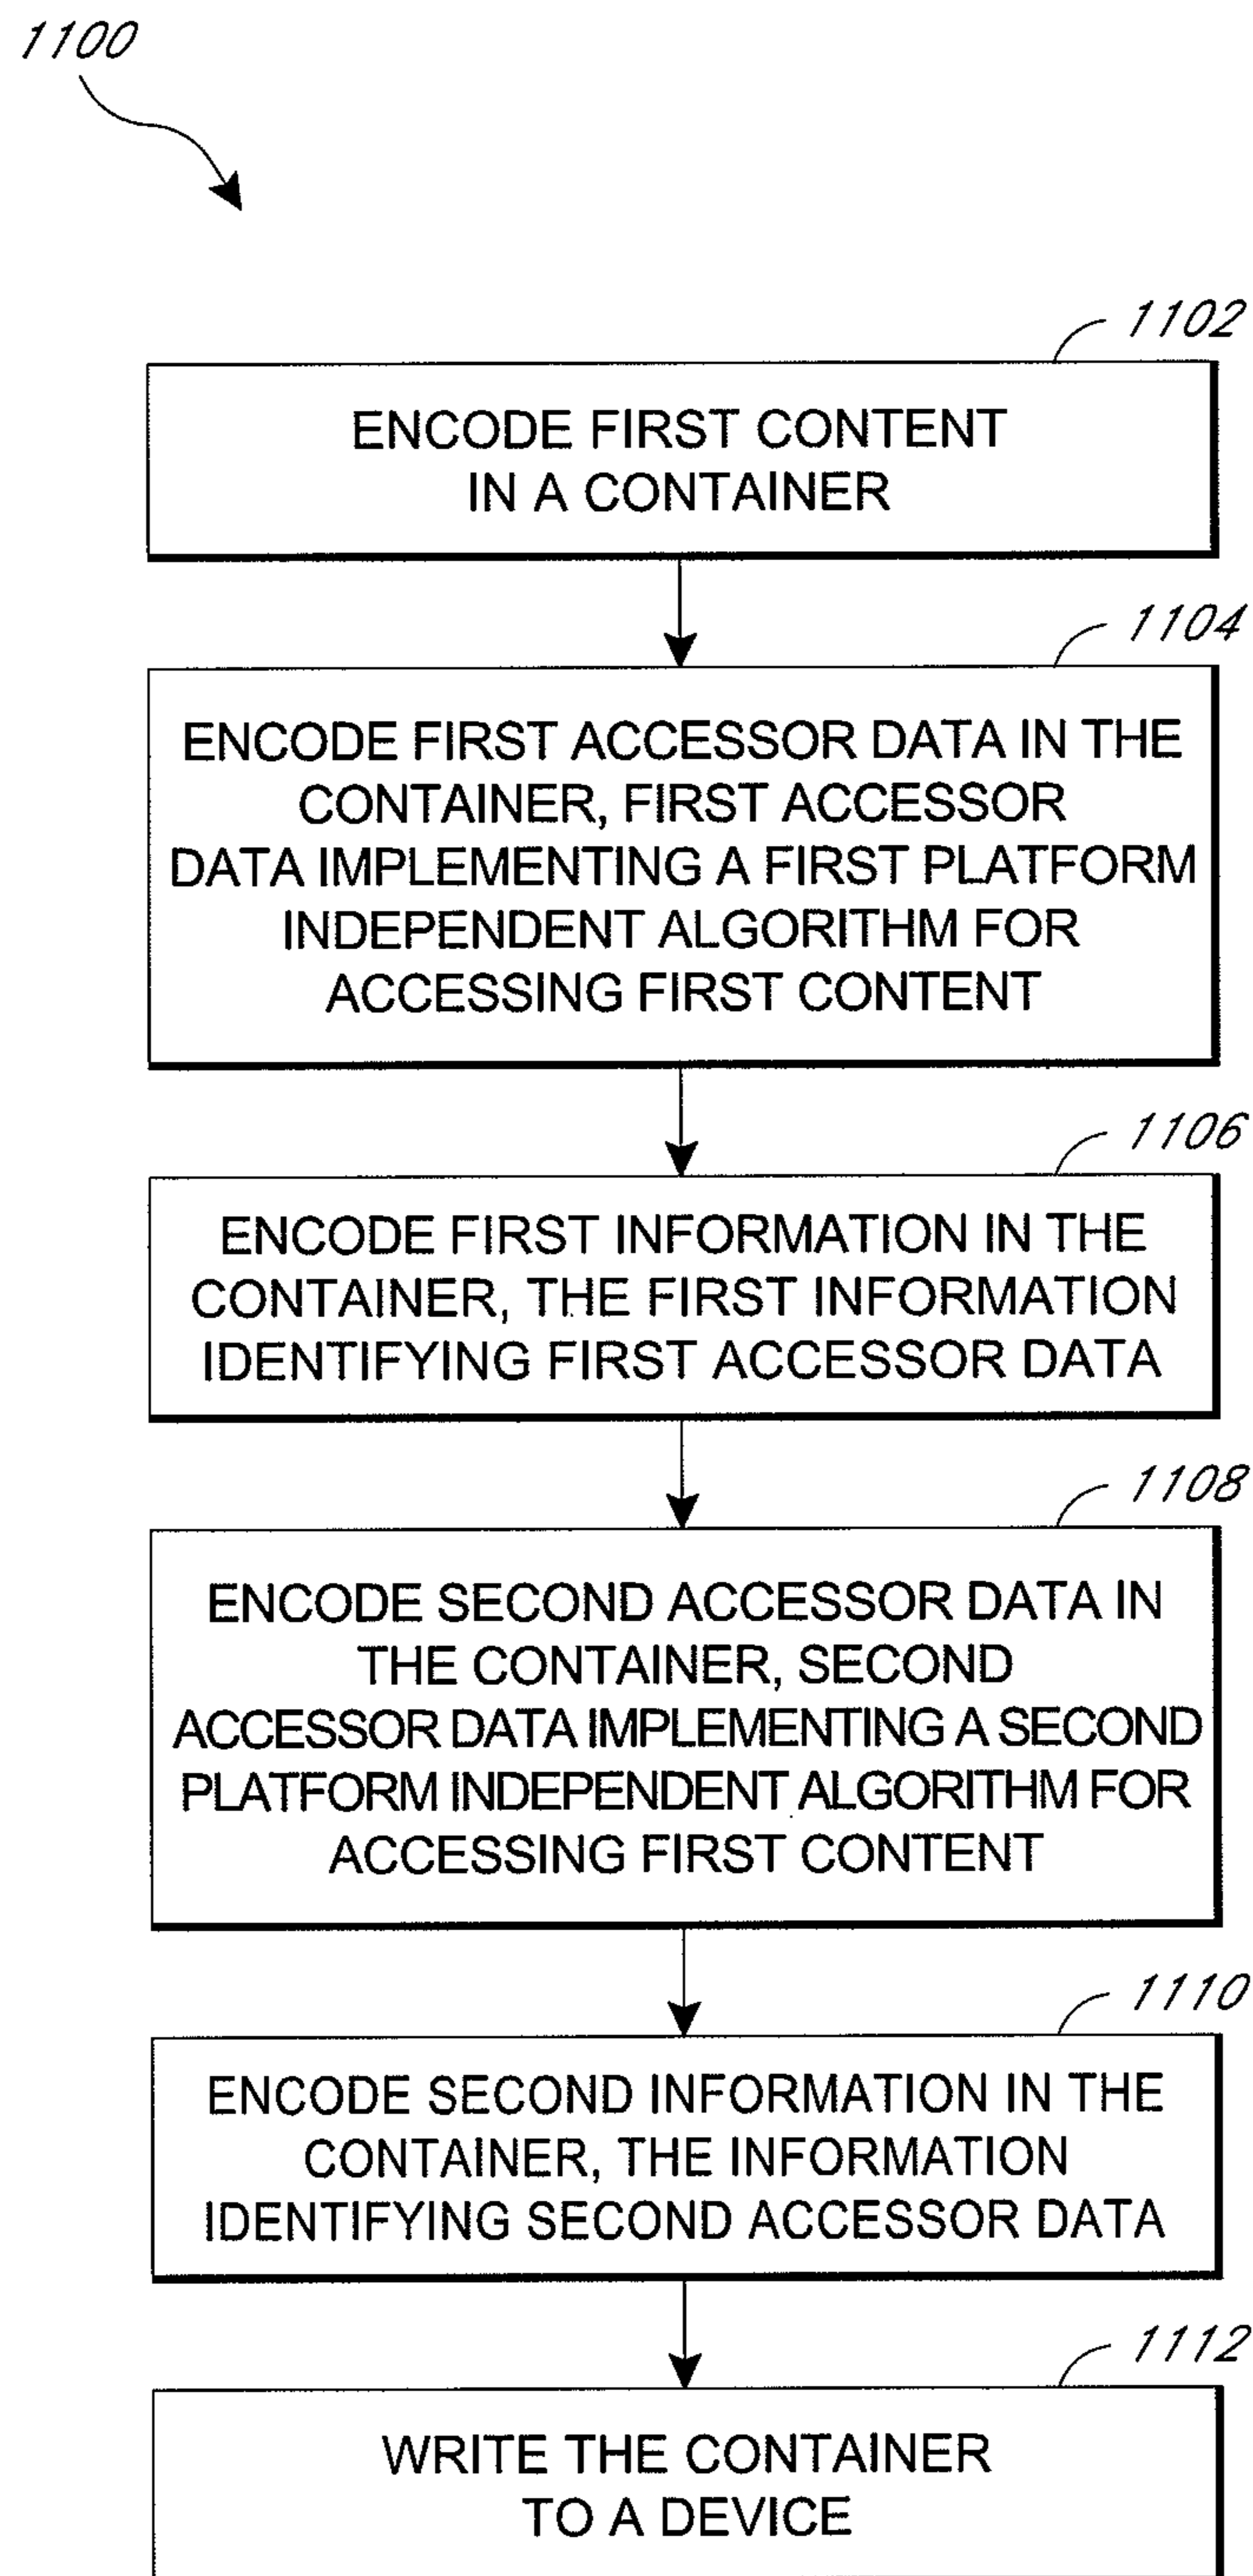 1100
1102
ENCODE FIRST CONTENT
IN A CONTAINER
1104
ENCODE FIRST ACCESSOR DATA IN THE
CONTAINER, FIRST ACCESSOR
DATA IMPLEMENTING A FIRST PLATFORM
INDEPENDENT ALGORITHM FOR
ACCESSING FIRST CONTENT
1106
ENCODE FIRST INFORMATION IN THE
CONTAINER, THE FIRST INFORMATION
IDENTIFYING FIRST ACCESSOR DATA
1108
ENCODE SECOND ACCESSOR DATA IN
THE CONTAINER, SECOND
ACCESSOR DATA IMPLEMENTING A SECOND
PLATFORM INDEPENDENT ALGORITHM FOR
ACCESSING FIRST CONTENT
1110
ENCODE SECOND INFORMATION IN THE
CONTAINER, THE INFORMATION
IDENTIFYING SECOND ACCESSOR DATA
1112
WRITE THE CONTAINER
TO A DEVICE